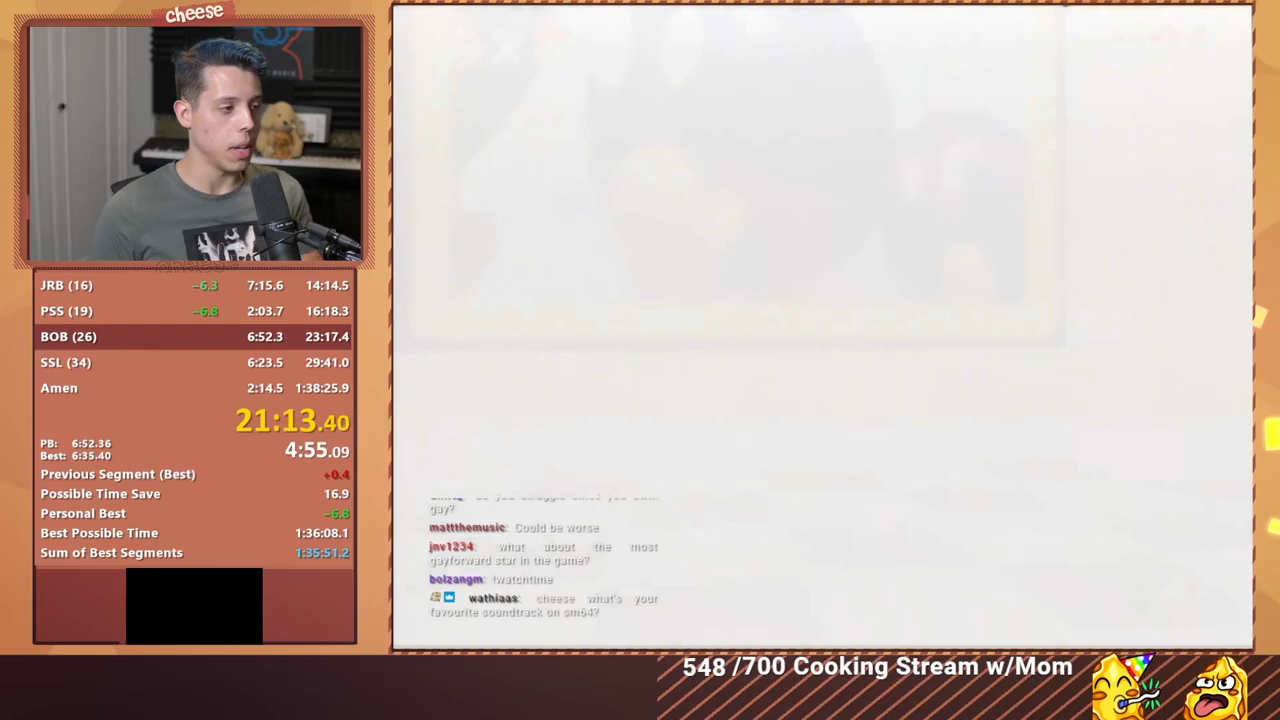 cheese
JRB (16) −6.3 7:15.6 14:14.5
PSS (19) −6.8 2:03.7 16:18.3
BOB (26) 6:52.3 23:17.4
SSL (34) 6:23.5 29:41.0
Amen 2:14.5 1:38:25.9
21:13.40
PB: 6:52.36
Best: 6:35.40
4:55.09
Previous Segment (Best) +0.4
Possible Time Save 16.9
Personal Best −6.8
Best Possible Time 1:36:08.1
Sum of Best Segments 1:35:51.2
gay?
mattthemusic: Could be worse
jnv1234: what about the most
gayforward star in the game?
bolzangm: !watchtime
wathiaas: cheese what's your
favourite soundtrack on sm64?
548 /700 Cooking Stream w/Mom